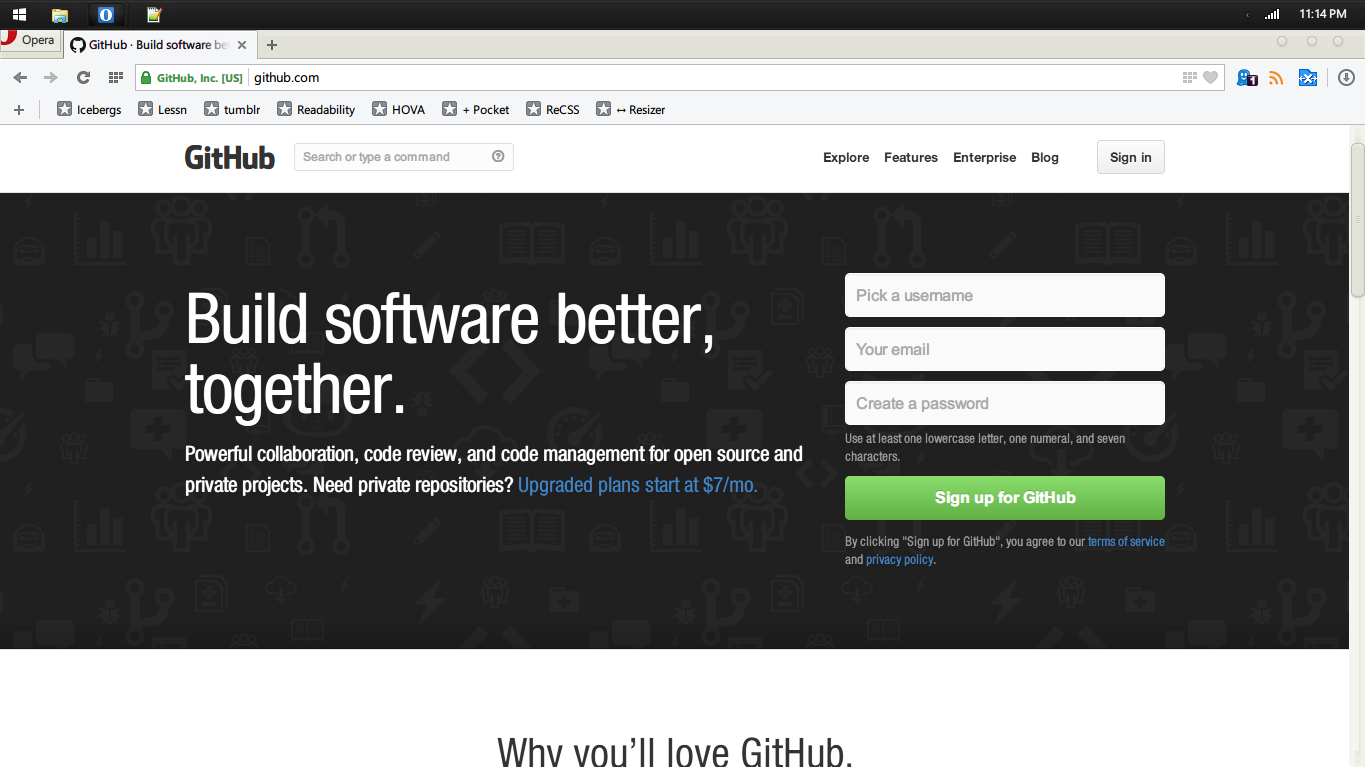 11:14 PM
Opera
GitHub · Build software be
GitHub, Inc. [US]
github.com
1
Icebergs
Lessn
tumblr
Readability
HOVA
+ Pocket
ReCSS
↔ Resizer
GitHub
Search or type a command
Explore
Features
Enterprise
Blog
Sign in
Build software better,
together.
Powerful collaboration, code review, and code management for open source and
private projects. Need private repositories? Upgraded plans start at $7/mo.
Pick a username
Your email
Create a password
Use at least one lowercase letter, one numeral, and seven
characters.
Sign up for GitHub
By clicking "Sign up for GitHub", you agree to our terms of service
and privacy policy.
Why you'll love GitHub.